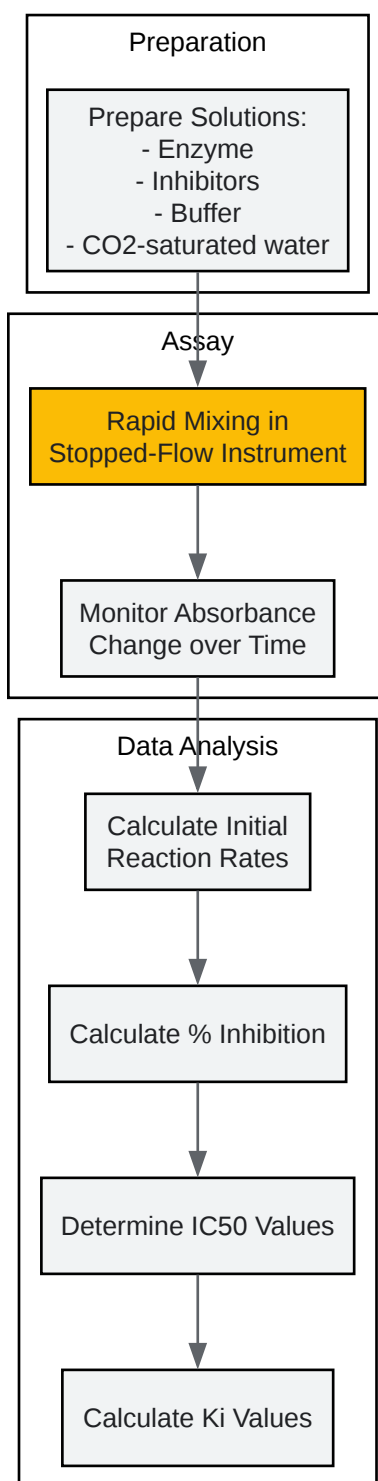 Preparation
Prepare Solutions:
- Enzyme
- Inhibitors
- Buffer
- CO2-saturated water
Assay
Rapid Mixing in
Stopped-Flow Instrument
Monitor Absorbance
Change over Time
Data Analysis
Calculate Initial
Reaction Rates
Calculate % Inhibition
Determine IC50 Values
Calculate Ki Values